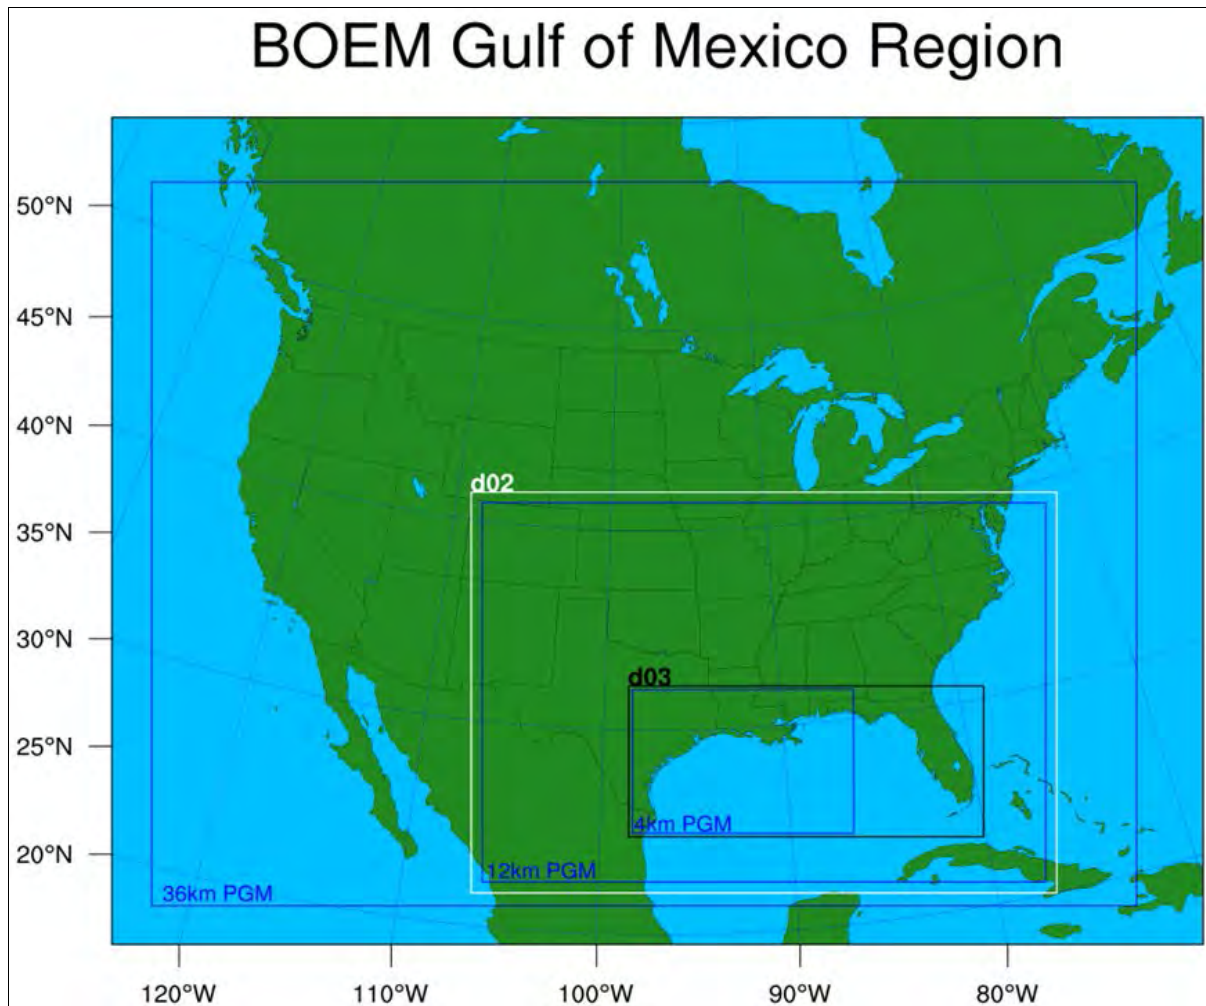 BOEM Gulf of Mexico Region
50°N
45°N
40°N
35°N
30°N
25°N
20°N
d02
d03
4km PGM
12km PGM
36km PGM
120°W
110°W
100°W
90°W
80°W